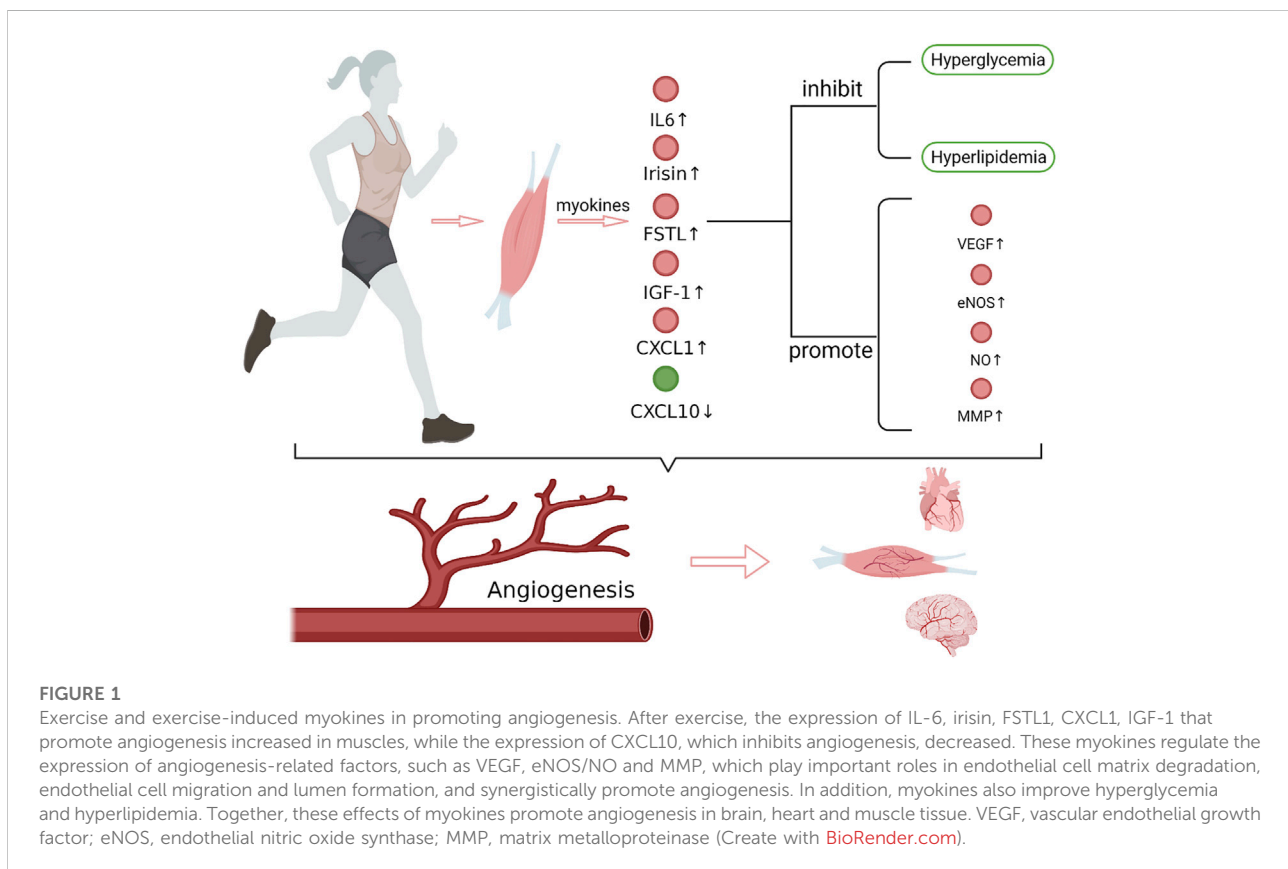 Hyperglycemia
inhibit
Hyperlipidemia
IL6↑
Irisin↑
myokines
FSTL↑
IGF-1↑
CXCL1↑
CXCL10↓
promote
VEGF↑
eNOS↑
NO↑
MMP↑
Angiogenesis
FIGURE 1
Exercise and exercise-induced myokines in promoting angiogenesis. After exercise, the expression of IL-6, irisin, FSTL1, CXCL1, IGF-1 that
promote angiogenesis increased in muscles, while the expression of CXCL10, which inhibits angiogenesis, decreased. These myokines regulate the
expression of angiogenesis-related factors, such as VEGF, eNOS/NO and MMP, which play important roles in endothelial cell matrix degradation,
endothelial cell migration and lumen formation, and synergistically promote angiogenesis. In addition, myokines also improve hyperglycemia
and hyperlipidemia. Together, these effects of myokines promote angiogenesis in brain, heart and muscle tissue. VEGF, vascular endothelial growth
factor; eNOS, endothelial nitric oxide synthase; MMP, matrix metalloproteinase (Create with BioRender.com).